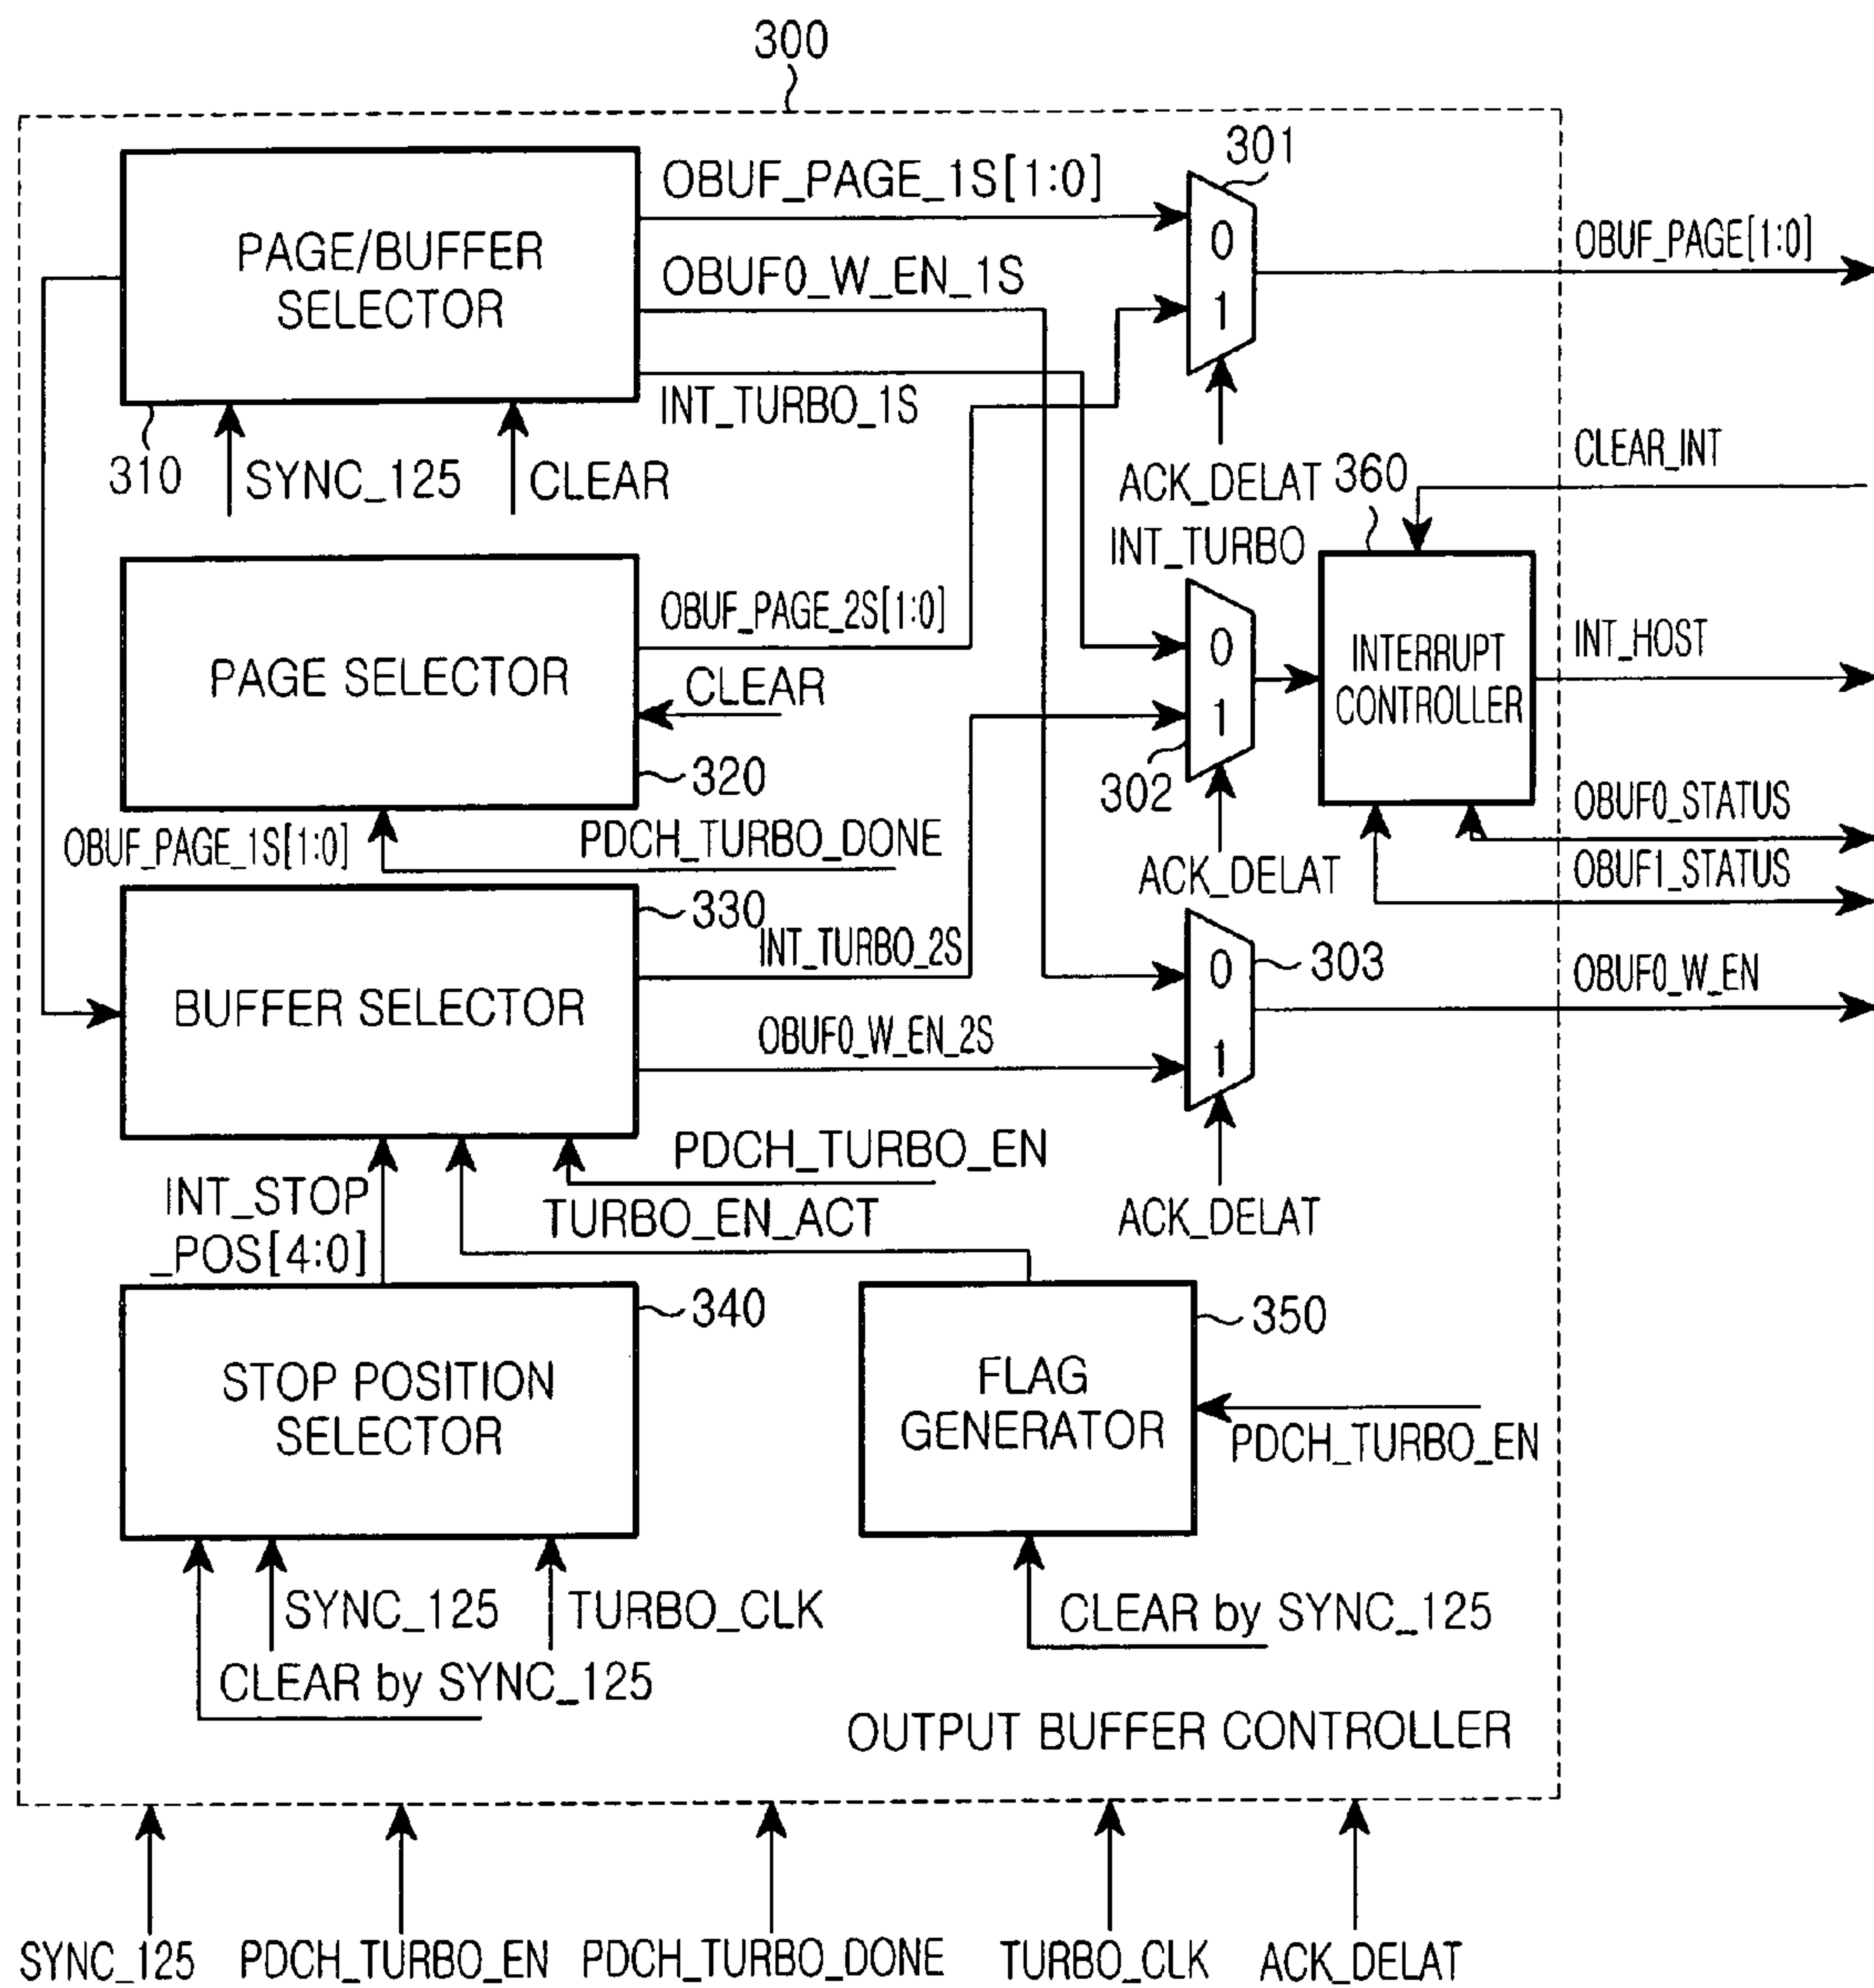 300
OBUF_PAGE_1S[1:0]
301
PAGE/BUFFER
SELECTOR
0
1
OBUF_PAGE[1:0]
OBUF0_W_EN_1S
INT_TURBO_1S
310
SYNC_125
CLEAR
ACK_DELAT
360
CLEAR_INT
INT_TURBO
PAGE SELECTOR
OBUF_PAGE_2S[1:0]
CLEAR
320
0
1
302
INTERRUPT
CONTROLLER
INT_HOST
OBUF0_STATUS
OBUF1_STATUS
OBUF_PAGE_1S[1:0]
PDCH_TURBO_DONE
ACK_DELAT
330
BUFFER SELECTOR
INT_TURBO_2S
0
1
303
OBUF0_W_EN
OBUF0_W_EN_2S
PDCH_TURBO_EN
INT_STOP
_POS[4:0]
TURBO_EN_ACT
ACK_DELAT
340
350
STOP POSITION
SELECTOR
FLAG
GENERATOR
PDCH_TURBO_EN
SYNC_125
TURBO_CLK
CLEAR by SYNC_125
CLEAR by SYNC_125
OUTPUT BUFFER CONTROLLER
SYNC_125
PDCH_TURBO_EN
PDCH_TURBO_DONE
TURBO_CLK
ACK_DELAT